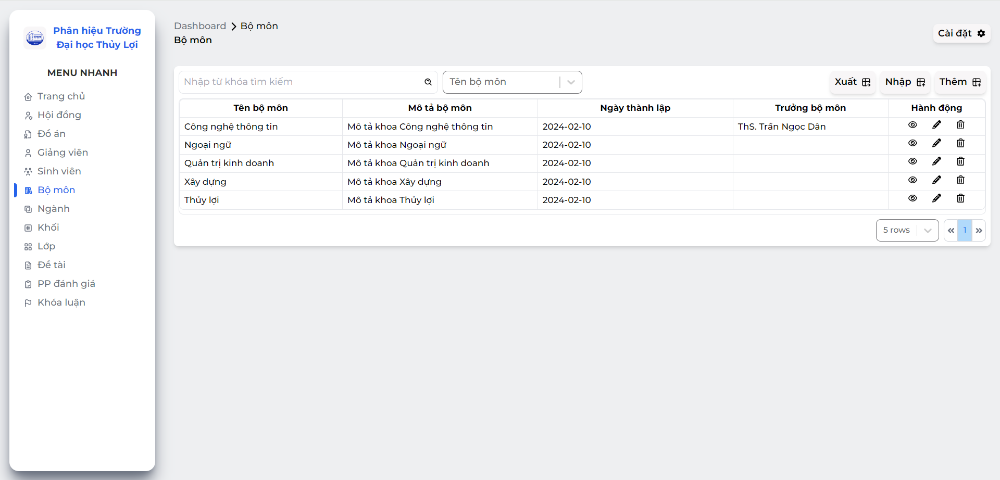 Phân hiệu Trường
Đại học Thủy Lợi
MENU NHANH
Trang chủ
Hội đồng
Đồ án
Giảng viên
Sinh viên
Bộ môn
Ngành
Khối
Lớp
Đề tài
PP đánh giá
Khóa luận
Dashboard Bộ môn
Bộ môn
Cài đặt
Nhập từ khóa tìm kiếm Tên bộ môn Xuất Nhập Thêm
Tên bộ môn Mô tả bộ môn Ngày thành lập Trưởng bộ môn Hành động
Công nghệ thông tin Mô tả khoa Công nghệ thông tin 2024-02-10 ThS. Trần Ngọc Dân
Ngoại ngữ Mô tả khoa Ngoại ngữ 2024-02-10
Quản trị kinh doanh Mô tả khoa Quản trị kinh doanh 2024-02-10
Xây dựng Mô tả khoa Xây dựng 2024-02-10
Thủy lợi Mô tả khoa Thủy lợi 2024-02-10
5 rows « 1 »